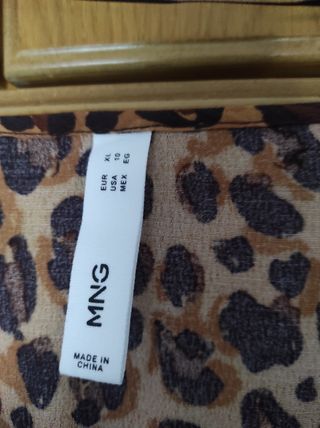 EUR XL
USA 10
MEX EG
MNG
MADE IN
CHINA